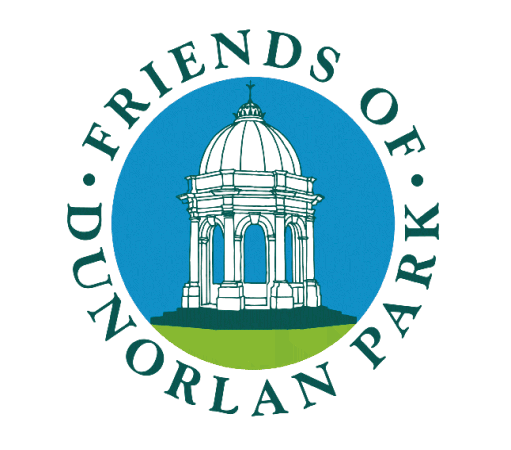 · FRIENDS OF ·
DUNORLAN PARK